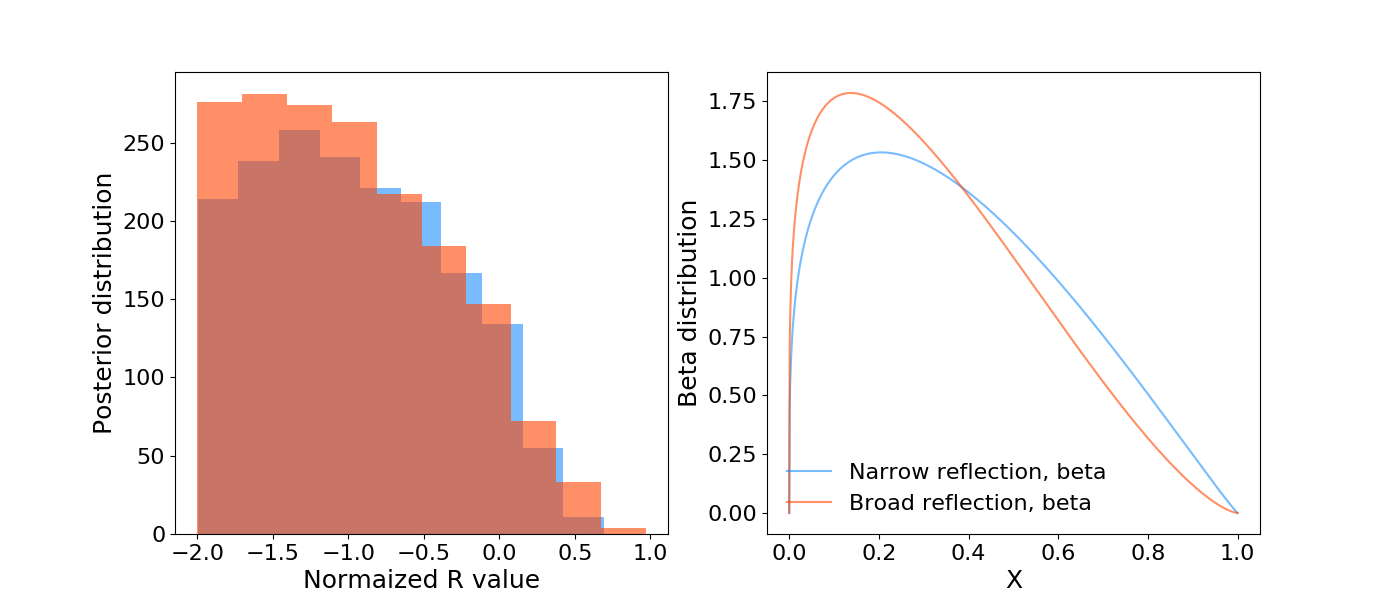 Posterior distribution
250
200
150
100
50
0
−2.0 −1.5 −1.0 −0.5 0.0 0.5 1.0
Normaized R value
Beta distribution
1.75
1.50
1.25
1.00
0.75
0.50
0.25
0.00
Narrow reflection, beta
Broad reflection, beta
0.0 0.2 0.4 0.6 0.8 1.0
X